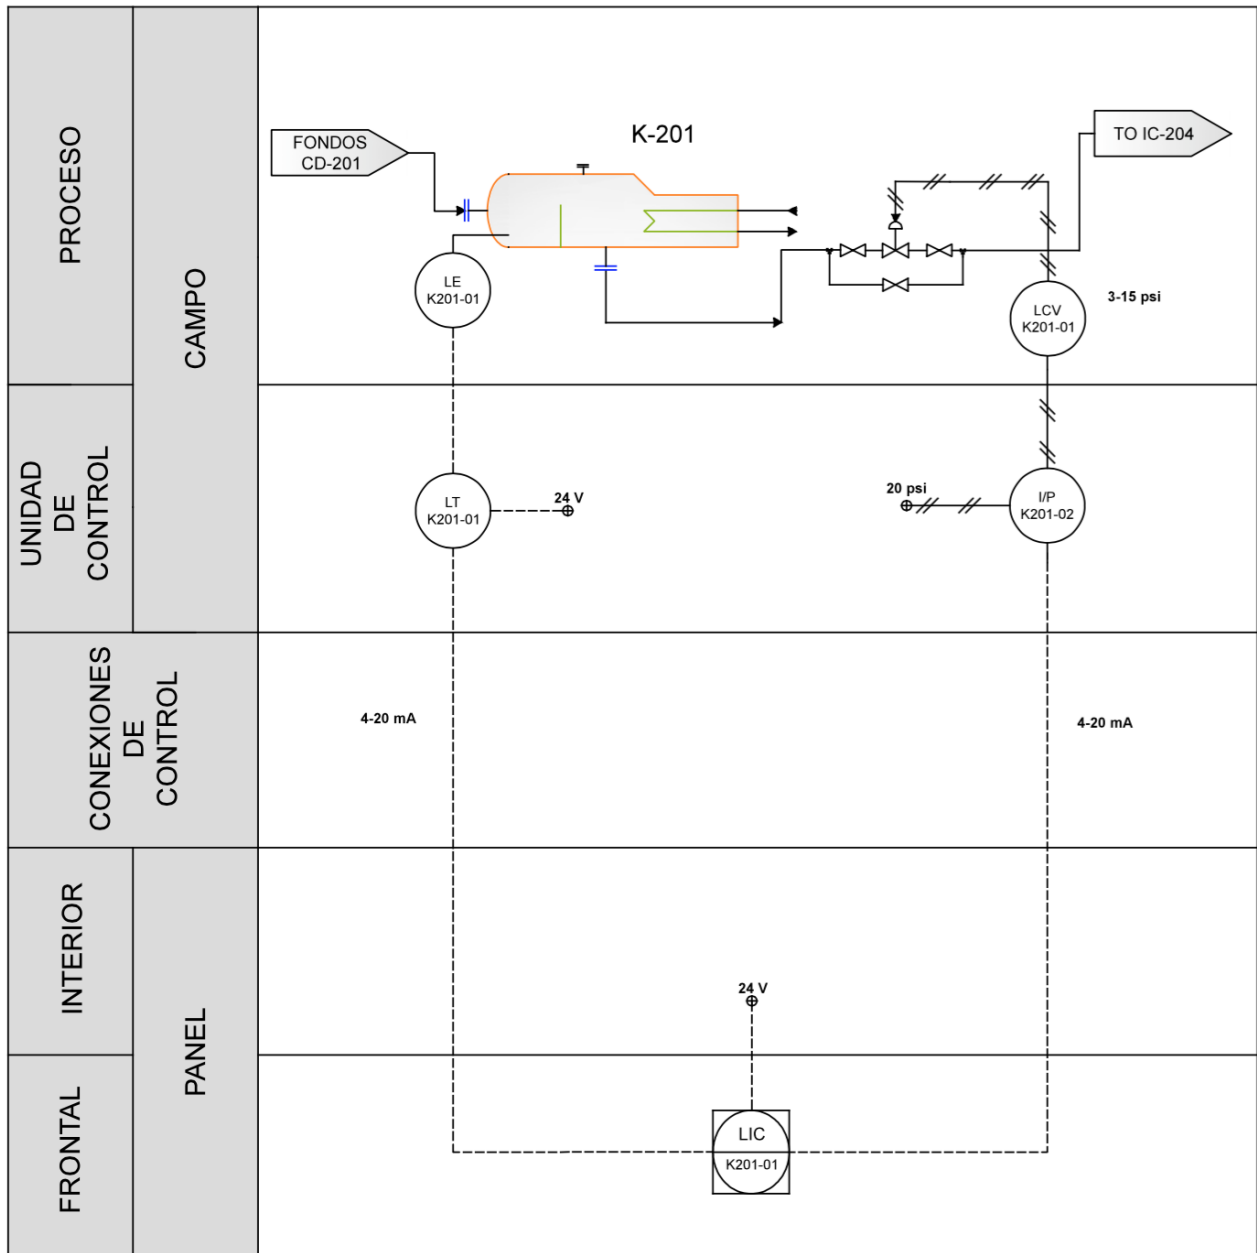 PROCESO
CAMPO
FONDOS
CD-201
K-201
TO IC-204
LE
K201-01
LCV
K201-01
3-15 psi
UNIDAD
DE
CONTROL
LT
K201-01
24 V
20 psi
I/P
K201-02
CONEXIONES
DE
CONTROL
4-20 mA
4-20 mA
INTERIOR
PANEL
24 V
FRONTAL
LIC
K201-01